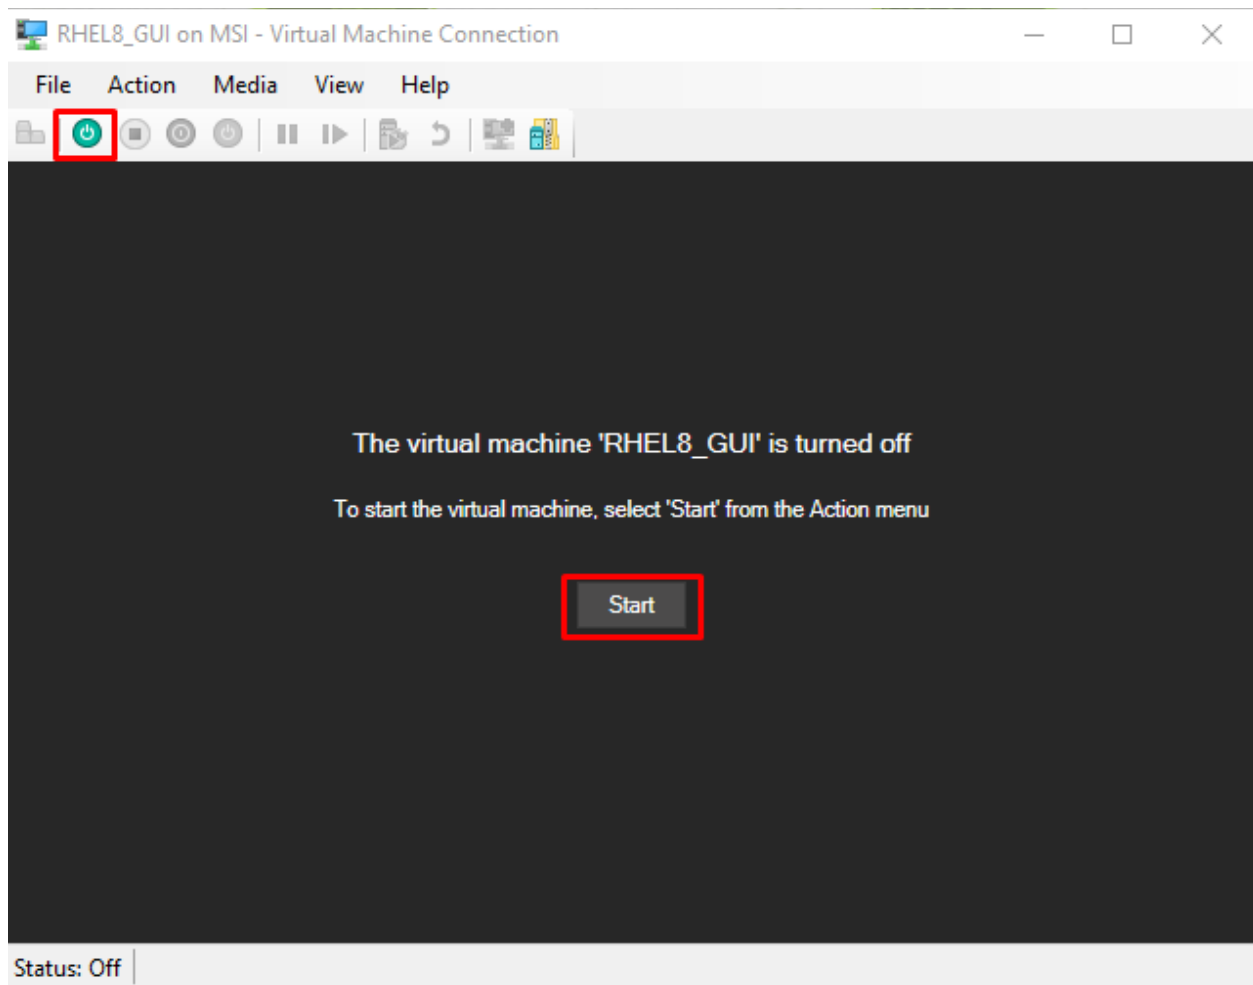 RHEL8_GUI on MSI - Virtual Machine Connection
File Action Media View Help
The virtual machine 'RHEL8_GUI' is turned off
To start the virtual machine, select 'Start' from the Action menu
Start
Status: Off